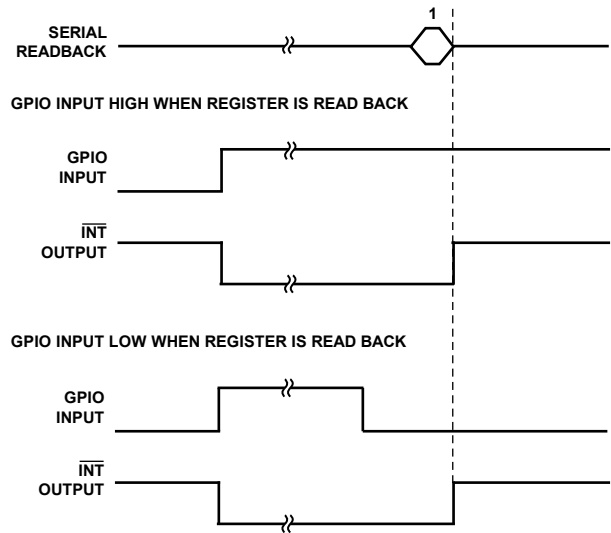 1
SERIAL
READBACK
GPIO INPUT HIGH WHEN REGISTER IS READ BACK
GPIO
INPUT
INT
OUTPUT
GPIO INPUT LOW WHEN REGISTER IS READ BACK
GPIO
INPUT
INT
OUTPUT